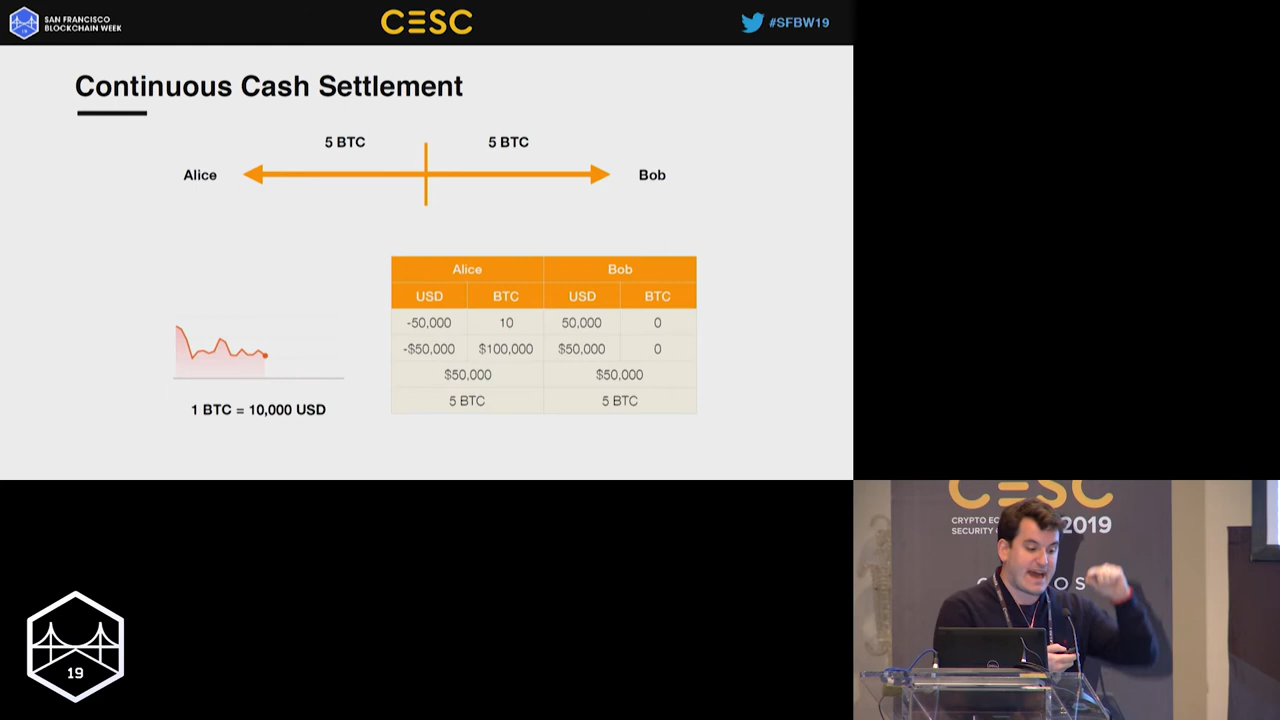 SAN FRANCISCO
BLOCKCHAIN WEEK
19
CESC
#SFBW19
Continuous Cash Settlement
5 BTC
5 BTC
Alice
Bob
Alice
Bob
USD
BTC
USD
BTC
-50,000
10
50,000
0
-$50,000
$100,000
$50,000
0
$50,000
$50,000
5 BTC
5 BTC
1 BTC = 10,000 USD
19
CESC
CRYPTO
2019
SECURITY